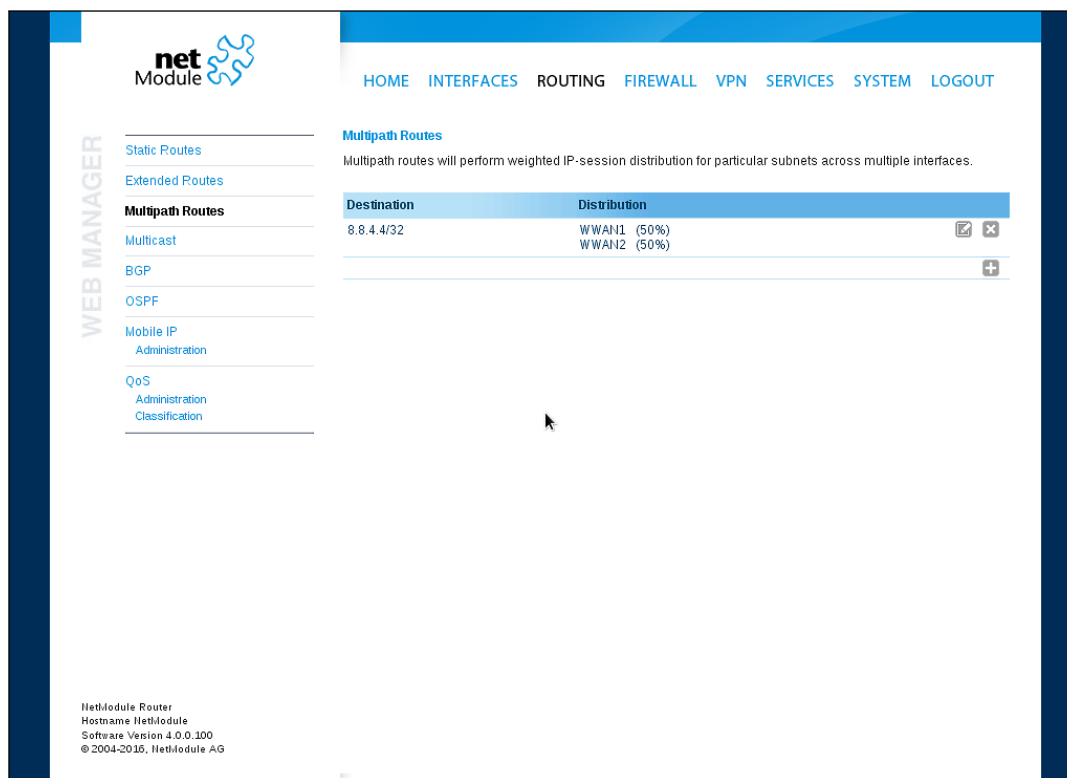 net
Module
HOME INTERFACES ROUTING FIREWALL VPN SERVICES SYSTEM LOGOUT
WEB MANAGER
Static Routes
Extended Routes
Multipath Routes
Multicast
BGP
OSPF
Mobile IP
Administration
QoS
Administration
Classification
Multipath Routes
Multipath routes will perform weighted IP-session distribution for particular subnets across multiple interfaces.
Destination Distribution
8.8.4.4/32 WWAN1 (50%)
WWAN2 (50%)
NetModule Router
Hostname NetModule
Software Version 4.0.0.100
© 2004-2016, NetModule AG